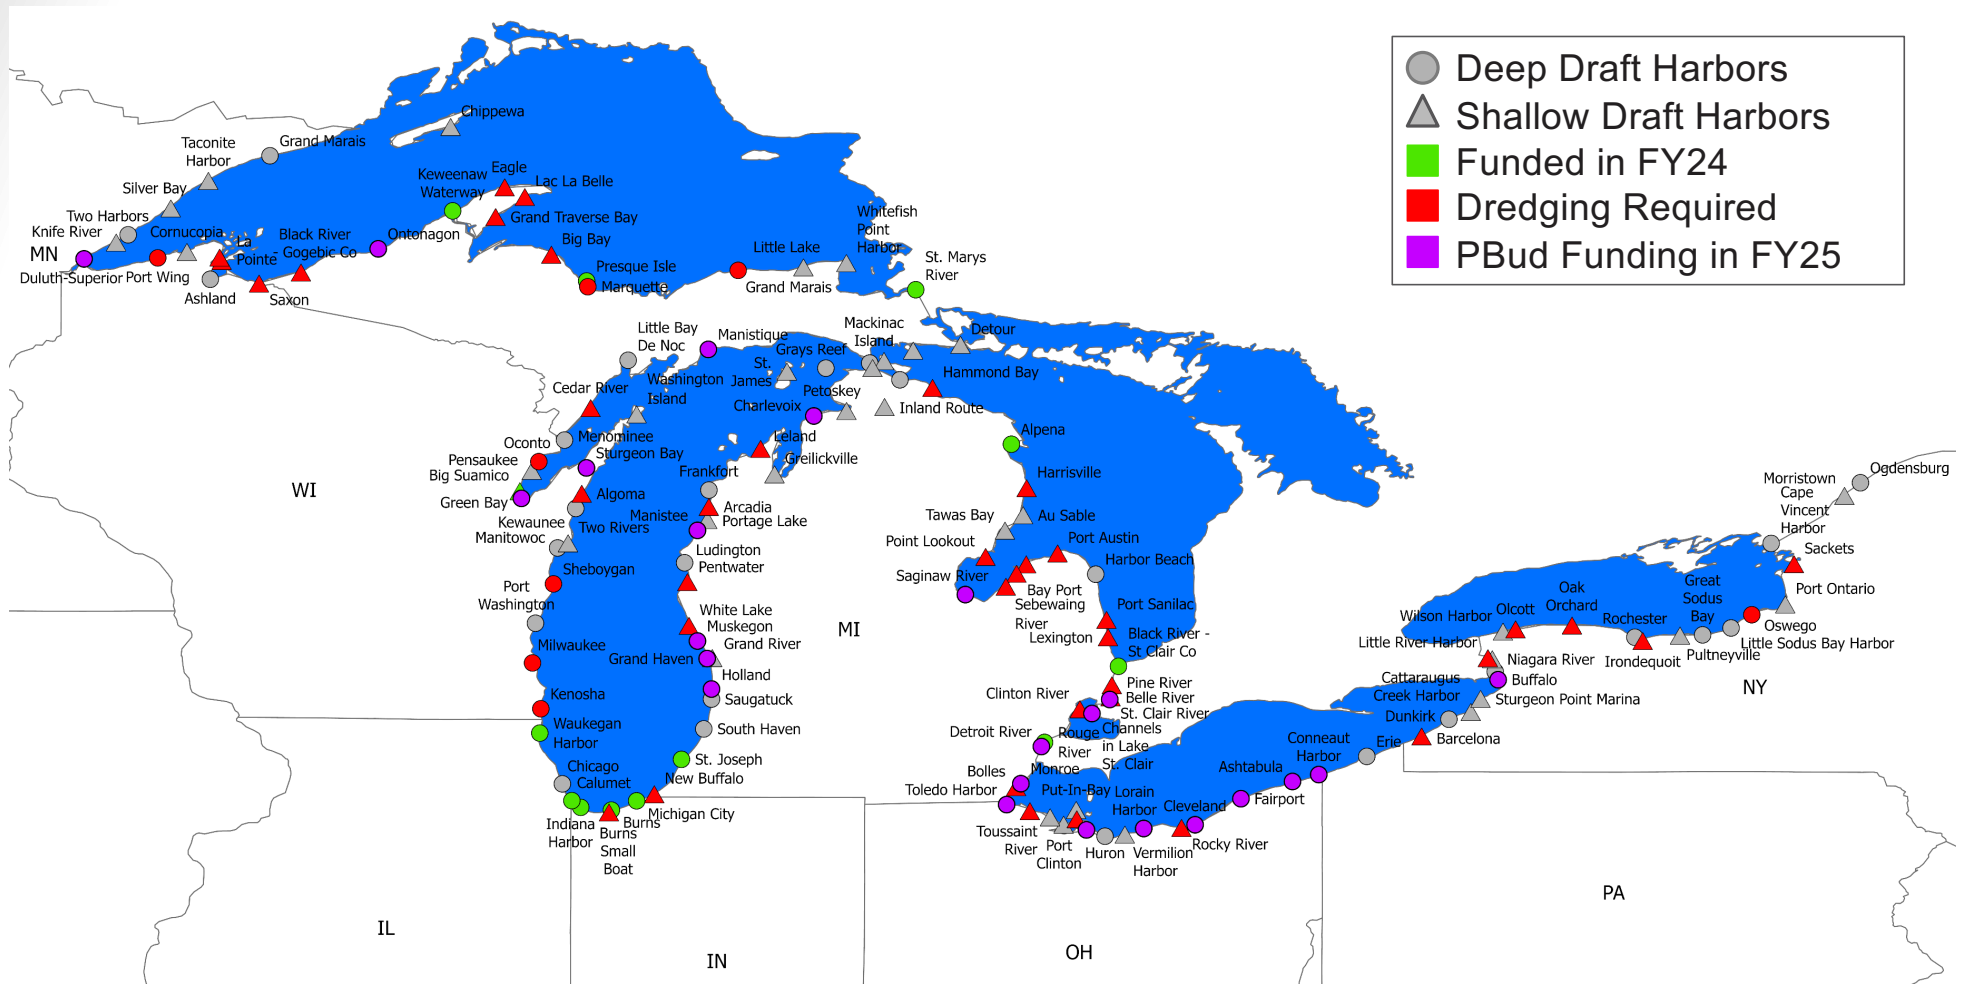 Deep Draft Harbors
Shallow Draft Harbors
Funded in FY24
Dredging Required
PBud Funding in FY25
Chippewa
Grand Marais
Taconite
Harbor
Silver Bay
Two Harbors
Knife River
MN
Duluth-Superior
Port Wing
Cornucopia
La
Pointe
Ashland
Saxon
Black River
- Gogebic Co
Ontonagon
Keweenaw
Waterway
Eagle
Lac La Belle
Grand Traverse Bay
Big Bay
Presque Isle
Marquette
Little Lake
Grand Marais
Whitefish
Point
Harbor
St. Marys
River
Little Bay
De Noc
Manistique
Mackinac
Island
Detour
Grays Reef
St.
James
Cedar River
Washington
Island
Petoskey
Charlevoix
Hammond Bay
Inland Route
Oconto
Menominee
Pensaukee
Sturgeon Bay
Big Suamico
Green Bay
Algoma
Kewaunee
Two Rivers
Manitowoc
Leland
Greilickville
Frankfort
Arcadia
Portage Lake
Manistee
Ludington
Pentwater
Sheboygan
Port
Washington
White Lake
Muskegon
Grand River
Grand Haven
Holland
Saugatuck
South Haven
Milwaukee
Kenosha
Waukegan
Harbor
St. Joseph
New Buffalo
Chicago
Calumet
Michigan City
Indiana
Harbor
Burns
Burns
Small
Boat
WI
MI
IL
IN
OH
PA
NY
Alpena
Harrisville
Au Sable
Tawas Bay
Point Lookout
Port Austin
Harbor Beach
Saginaw River
Bay Port
Sebewaing
River
Port Sanilac
Lexington
Black River -
St Clair Co
Pine River
Belle River
St. Clair River
Clinton River
Channels
in Lake
St. Clair
Detroit River
Rouge
River
Monroe
Bolles
Toledo Harbor
Put-In-Bay
Toussaint
River
Port
Clinton
Huron
Lorain
Harbor
Vermilion
Harbor
Cleveland
Rocky River
Fairport
Ashtabula
Conneaut
Harbor
Erie
Barcelona
Dunkirk
Cattaraugus
Creek Harbor
Sturgeon Point Marina
Buffalo
Niagara River
Little River Harbor
Wilson Harbor
Olcott
Oak
Orchard
Rochester
Irondequoit
Pultneyville
Great
Sodus
Bay
Little Sodus Bay Harbor
Oswego
Port Ontario
Sackets
Cape
Vincent
Harbor
Morristown
Ogdensburg